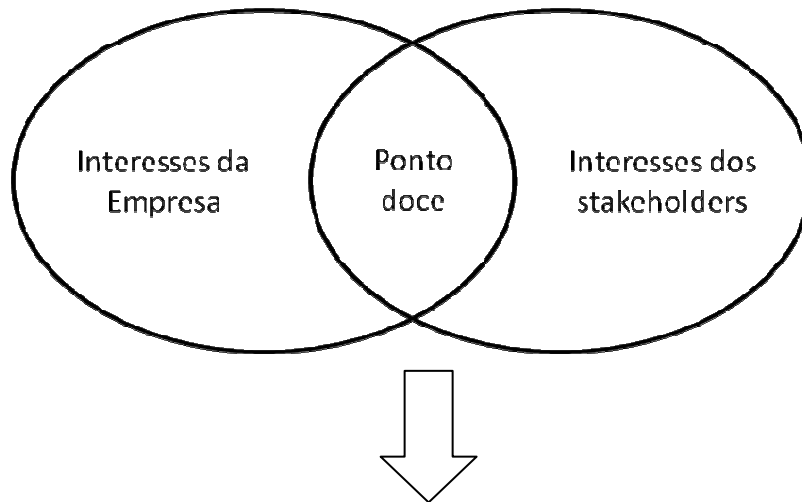 Interesses da
Empresa
Ponto
doce
Interesses dos
stakeholders